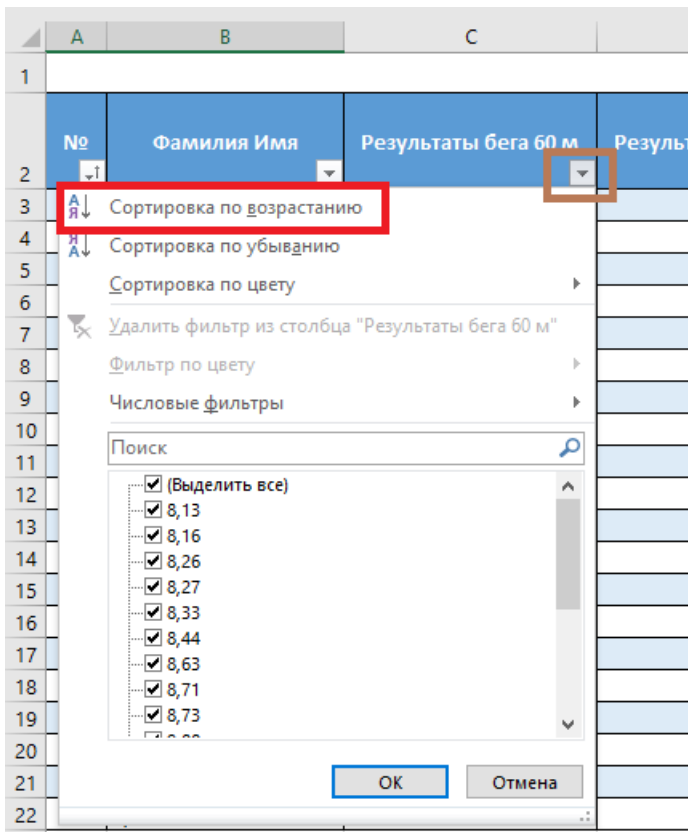 A B C
1
2 № Фамилия Имя Результаты бега 60 м Резуль
3 Сортировка по возрастанию
4 Сортировка по убыванию
5 Сортировка по цвету
6
7 Удалить фильтр из столбца "Результаты бега 60 м"
8 Фильтр по цвету
9 Числовые фильтры
10
11 Поиск
12 (Выделить все)
8,13
13 8,16
14 8,26
15 8,27
16 8,33
8,44
17 8,63
18 8,71
19 8,73
20
21 ОК Отмена
22